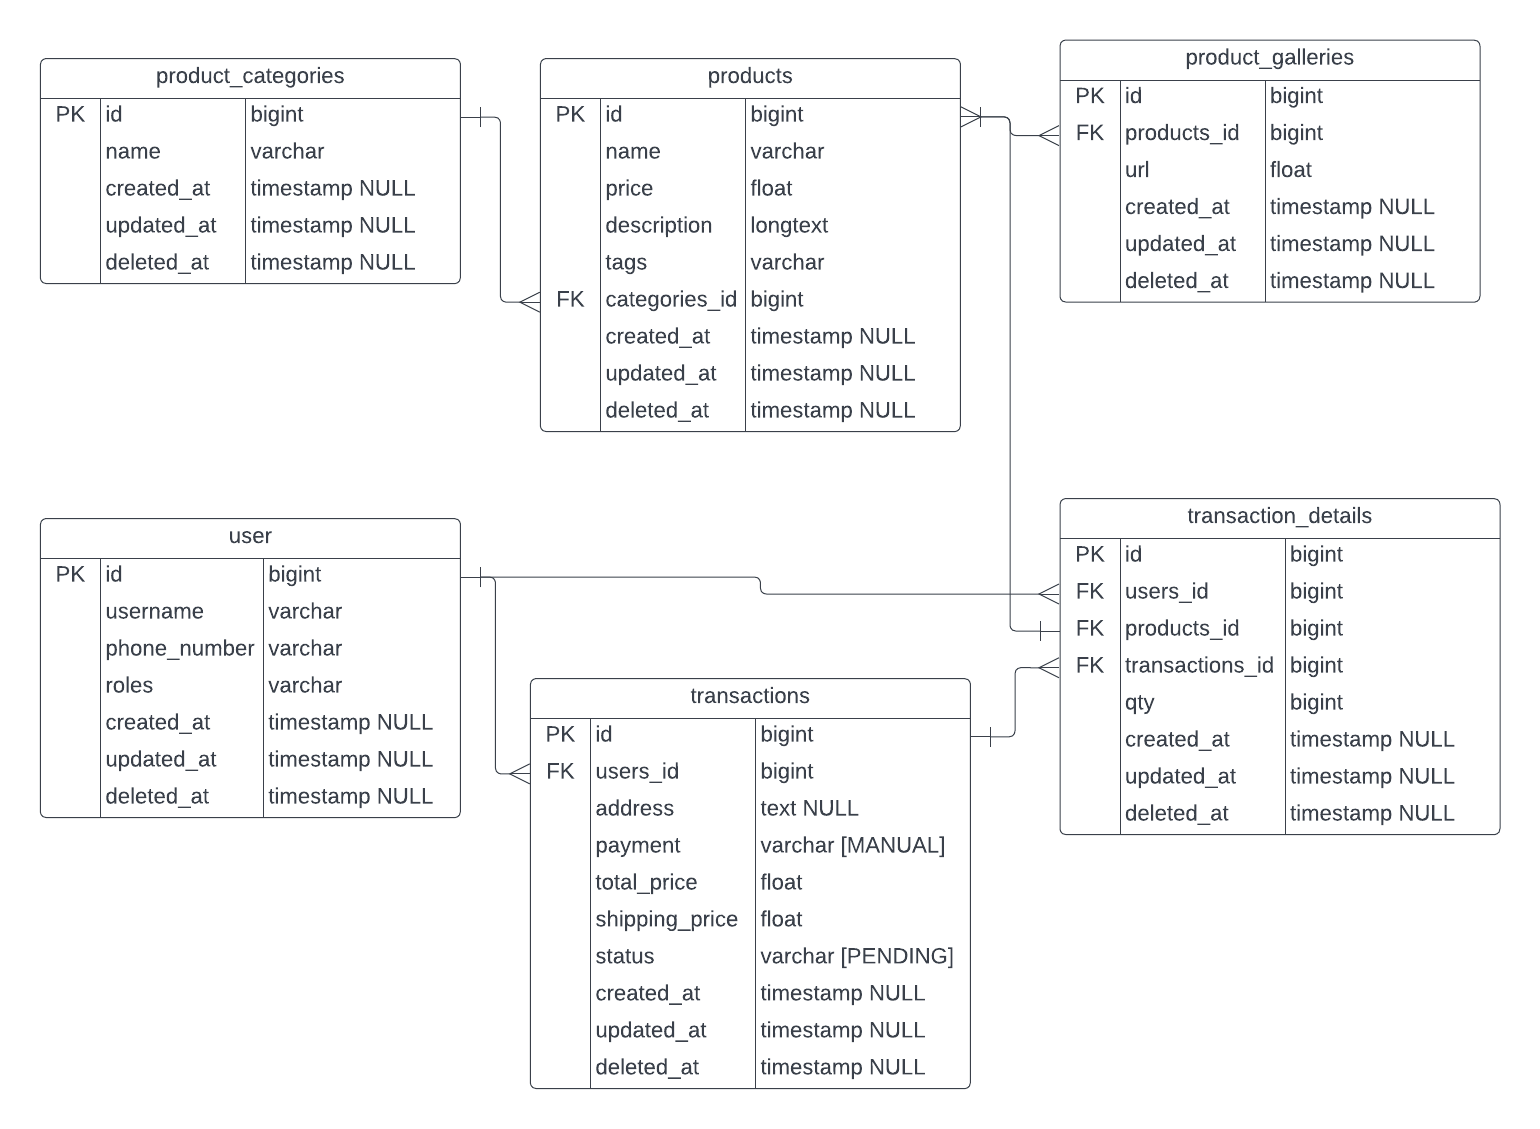 product_categories
PK id bigint
name varchar
created_at timestamp NULL
updated_at timestamp NULL
deleted_at timestamp NULL
products
PK id bigint
name varchar
price float
description longtext
tags varchar
FK categories_id bigint
created_at timestamp NULL
updated_at timestamp NULL
deleted_at timestamp NULL
product_galleries
PK id bigint
FK products_id bigint
url float
created_at timestamp NULL
updated_at timestamp NULL
deleted_at timestamp NULL
user
PK id bigint
username varchar
phone_number varchar
roles varchar
created_at timestamp NULL
updated_at timestamp NULL
deleted_at timestamp NULL
transactions
PK id bigint
FK users_id bigint
address text NULL
payment varchar [MANUAL]
total_price float
shipping_price float
status varchar [PENDING]
created_at timestamp NULL
updated_at timestamp NULL
deleted_at timestamp NULL
transaction_details
PK id bigint
FK users_id bigint
FK products_id bigint
FK transactions_id bigint
qty bigint
created_at timestamp NULL
updated_at timestamp NULL
deleted_at timestamp NULL